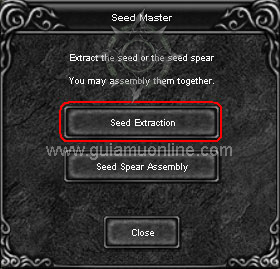 Seed Master
Extract the seed or the seed spear
You may assembly them together.
Seed Extraction
www.guiamuonline.com
Seed Spear Assembly
Close